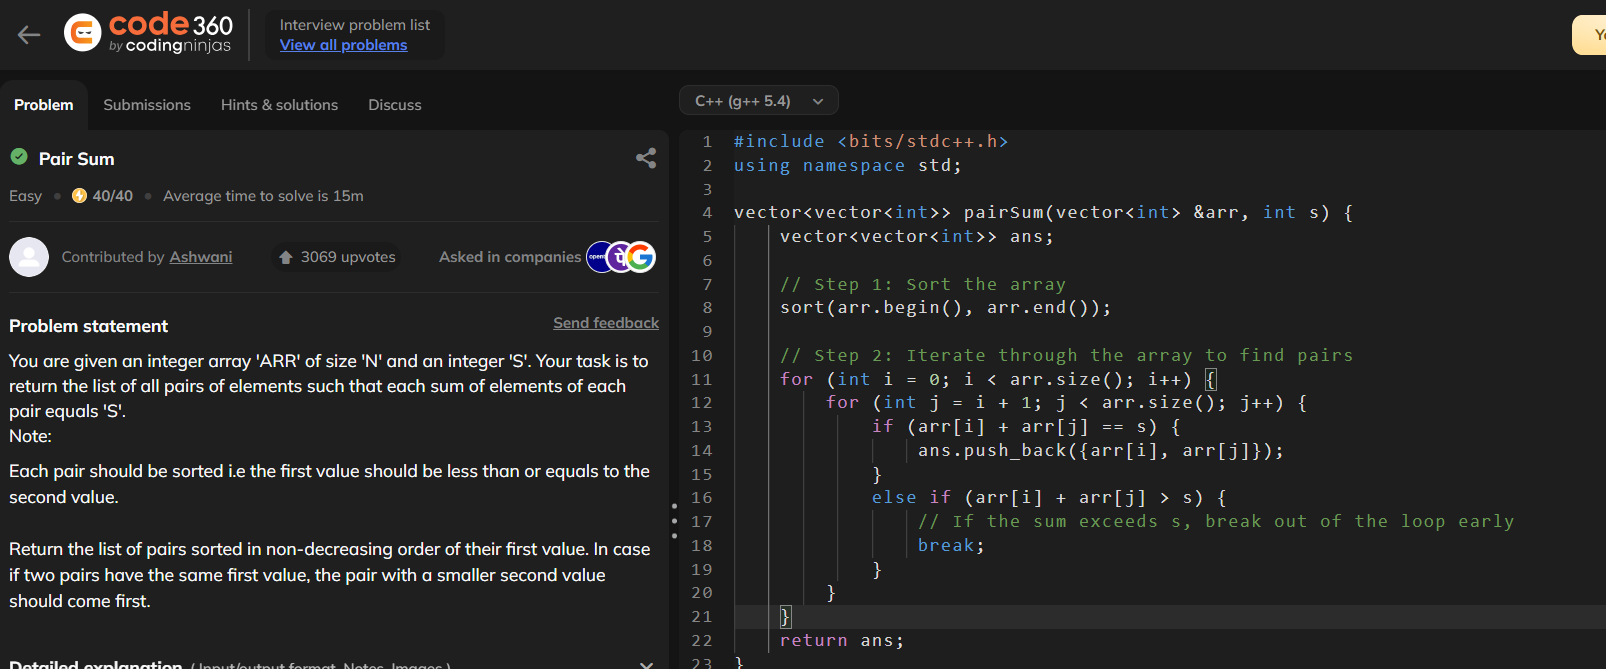 code 360
by codingninjas
Interview problem list
View all problems
Problem
Submissions
Hints & solutions
Discuss
Pair Sum
Easy
40/40
Average time to solve is 15m
Contributed by Ashwani
3069 upvotes
Asked in companies
Problem statement
Send feedback
You are given an integer array 'ARR' of size 'N' and an integer 'S'. Your task is to
return the list of all pairs of elements such that each sum of elements of each
pair equals 'S'.
Note:
Each pair should be sorted i.e the first value should be less than or equals to the
second value.
Return the list of pairs sorted in non-decreasing order of their first value. In case
if two pairs have the same first value, the pair with a smaller second value
should come first.
Detailed explanation ( Input/output format, Notes, Images )
C++ (g++ 5.4)
1 #include <bits/stdc++.h>
2 using namespace std;
3
4 vector<vector<int>> pairSum(vector<int> &arr, int s) {
5 vector<vector<int>> ans;
6
7 // Step 1: Sort the array
8 sort(arr.begin(), arr.end());
9
10 // Step 2: Iterate through the array to find pairs
11 for (int i = 0; i < arr.size(); i++) {
12 for (int j = i + 1; j < arr.size(); j++) {
13 if (arr[i] + arr[j] == s) {
14 ans.push_back({arr[i], arr[j]});
15 }
16 else if (arr[i] + arr[j] > s) {
17 // If the sum exceeds s, break out of the loop early
18 break;
19 }
20 }
21 }
22 return ans;
23 }